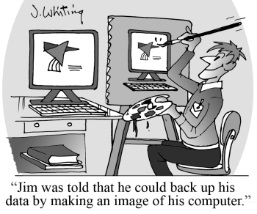 J. Whiting
“Jim was told that he could back up his
data by making an image of his computer.”